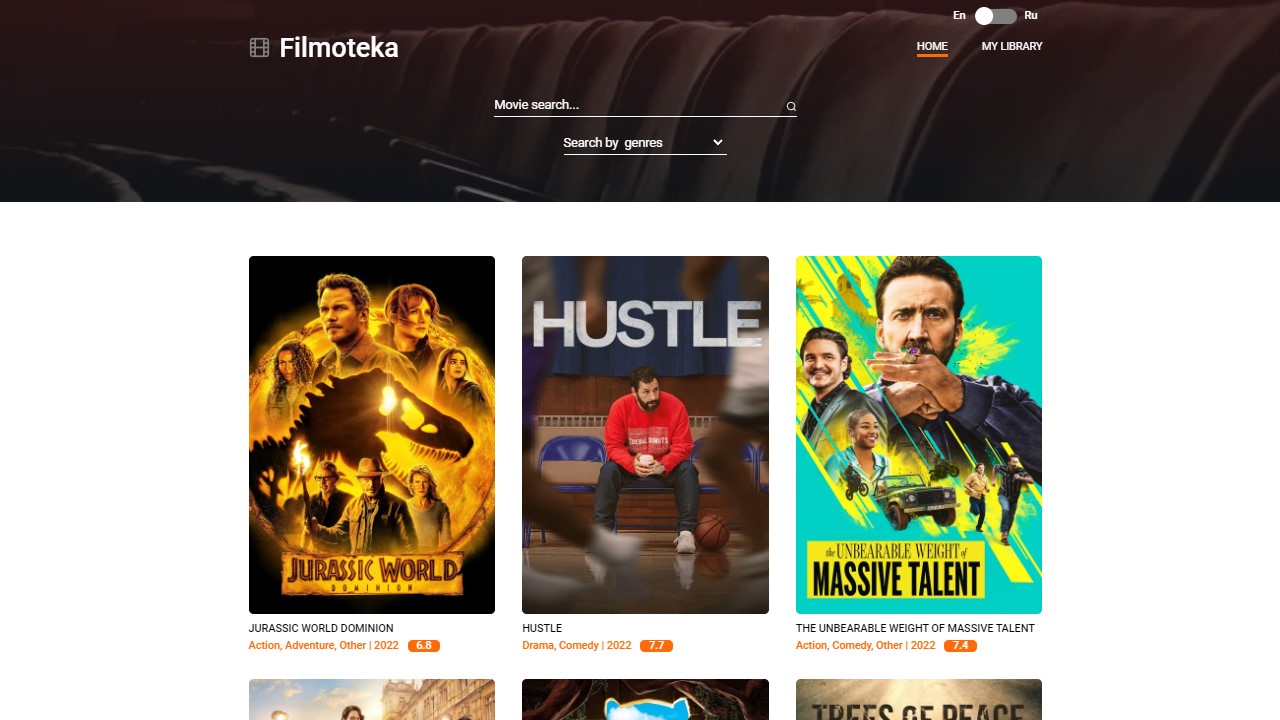 En Ru
Filmoteka
HOME MY LIBRARY
Movie search...
Search by genres
HUSTLE
the UNBEARABLE WEIGHT of
MASSIVE TALENT
JURASSIC WORLD
DOMINION
JURASSIC WORLD DOMINION
Action, Adventure, Other | 2022 6.8
HUSTLE
Drama, Comedy | 2022 7.7
THE UNBEARABLE WEIGHT OF MASSIVE TALENT
Action, Comedy, Other | 2022 7.4
TREES OF PEACE